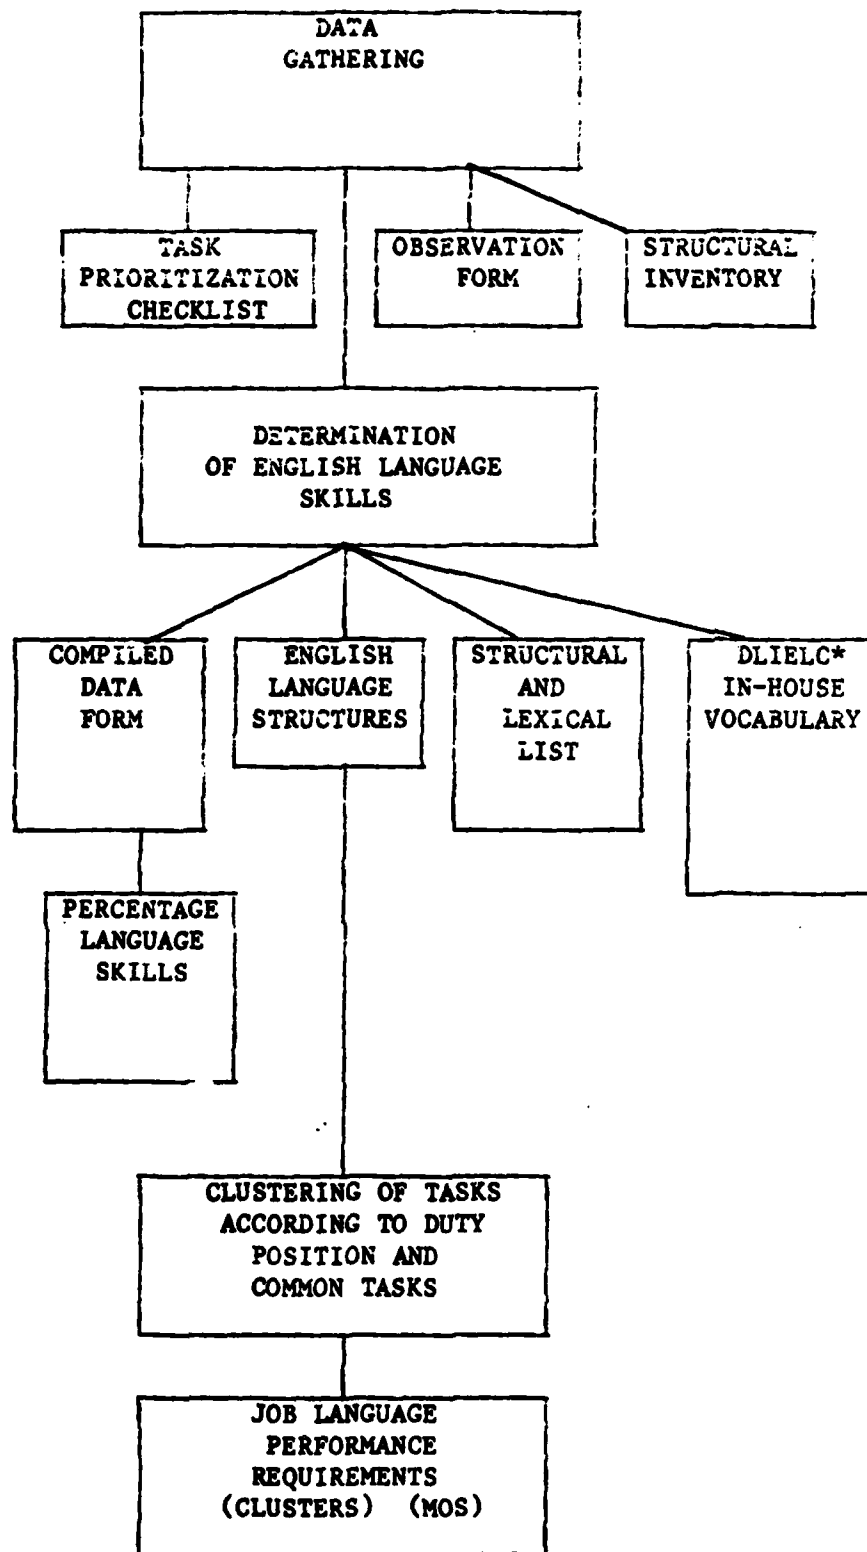 DATA
GATHERING
TASK
PRIORITIZATION
CHECKLIST
OBSERVATION
FORM
STRUCTURAL
INVENTORY
DETERMINATION
OF ENGLISH LANGUAGE
SKILLS
COMPILED
DATA
FORM
ENGLISH
LANGUAGE
STRUCTURES
STRUCTURAL
AND
LEXICAL
LIST
DLIELC*
IN-HOUSE
VOCABULARY
PERCENTAGE
LANGUAGE
SKILLS
CLUSTERING OF TASKS
ACCORDING TO DUTY
POSITION AND
COMMON TASKS
JOB LANGUAGE
PERFORMANCE
REQUIREMENTS
(CLUSTERS) (MOS)